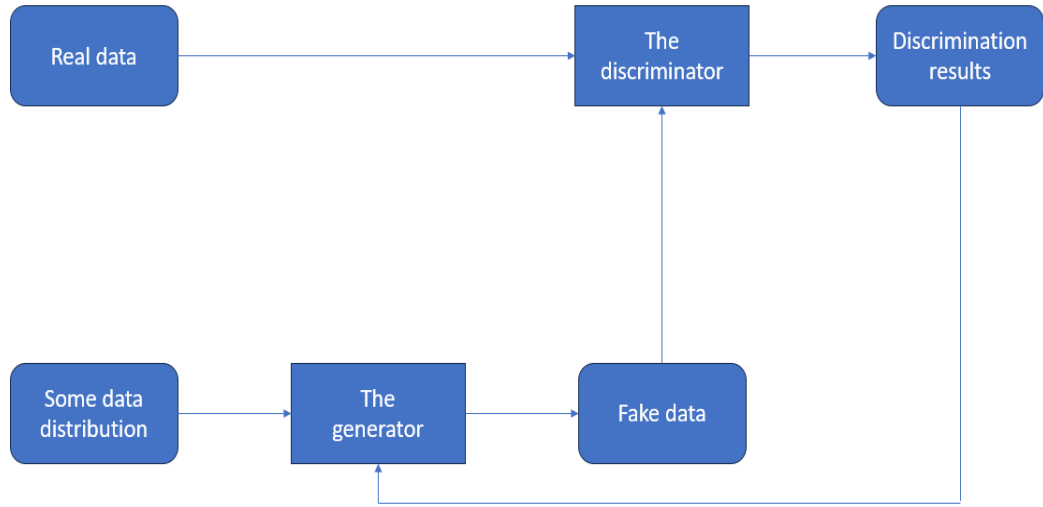 Real data
The
discriminator
Discrimination
results
Some data
distribution
The
generator
Fake data